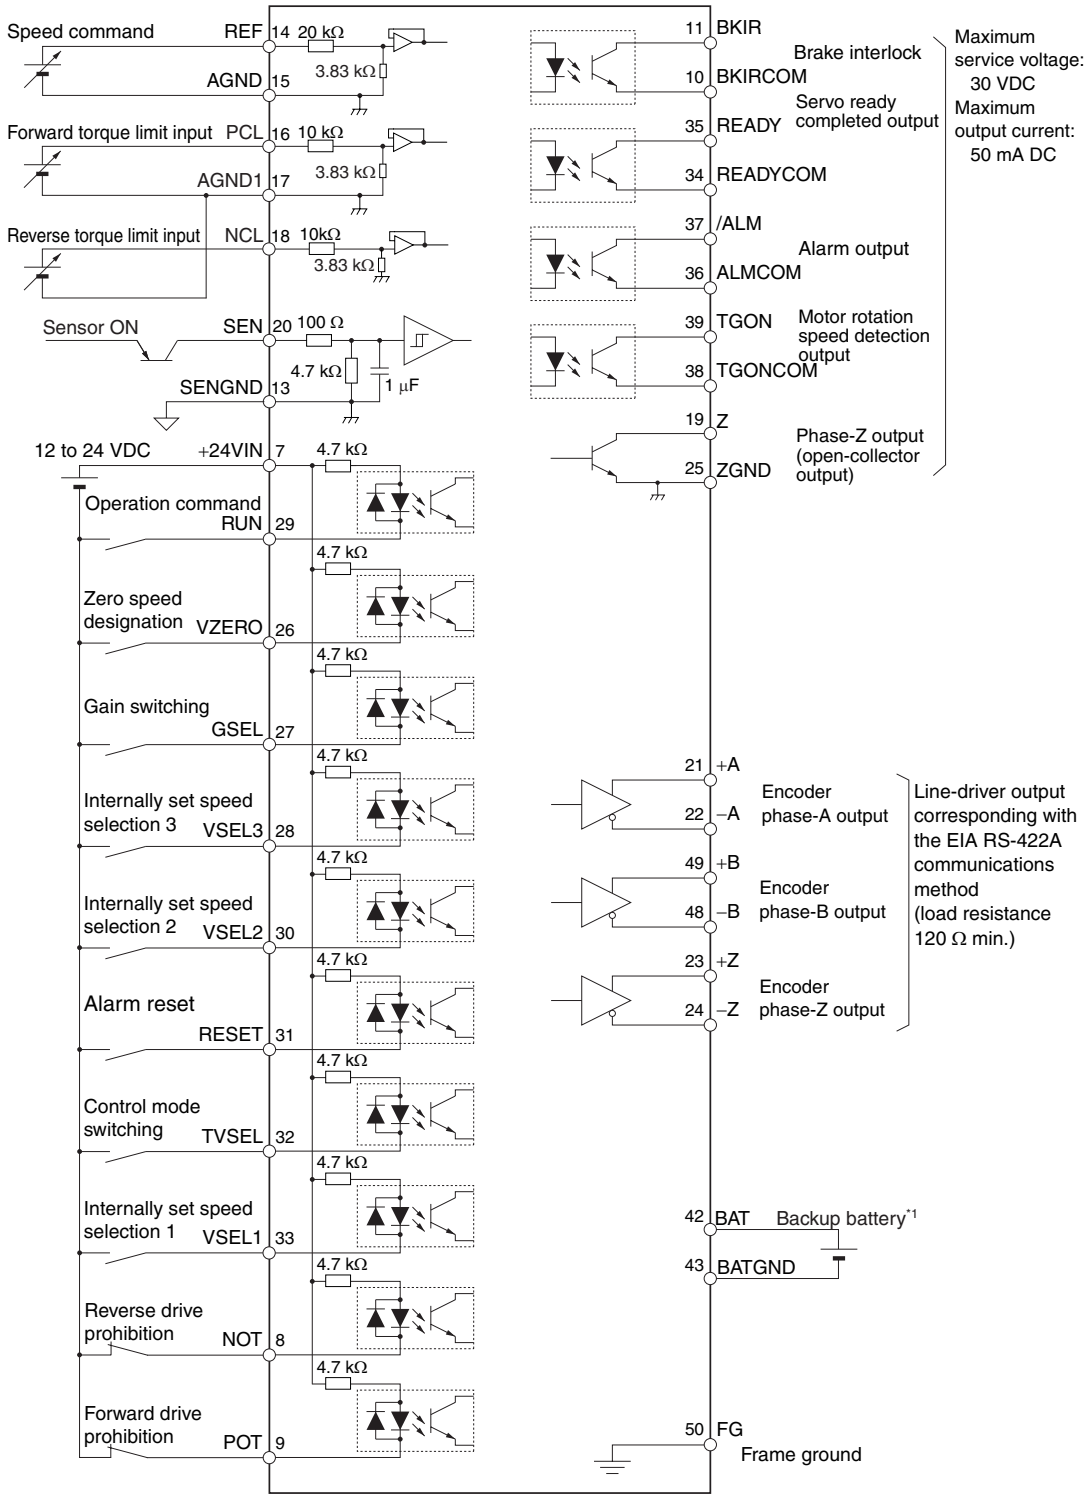 Speed command
REF 14 20 kΩ
3.83 kΩ
AGND 15
Forward torque limit input PCL 16 10 kΩ
3.83 kΩ
AGND1 17
Reverse torque limit input NCL 18 10kΩ
3.83 kΩ
Sensor ON
SEN 20 100 Ω
4.7 kΩ
1 μF
SENGND 13
12 to 24 VDC
+24VIN 7 4.7 kΩ
Operation command
RUN 29
4.7 kΩ
Zero speed
designation
VZERO 26
4.7 kΩ
Gain switching
GSEL 27
4.7 kΩ
Internally set speed
selection 3
VSEL3 28
4.7 kΩ
Internally set speed
selection 2
VSEL2 30
4.7 kΩ
Alarm reset
RESET 31
4.7 kΩ
Control mode
switching
TVSEL 32
4.7 kΩ
Internally set speed
selection 1
VSEL1 33
4.7 kΩ
Reverse drive
prohibition
NOT 8
4.7 kΩ
Forward drive
prohibition
POT 9
11 BKIR
Brake interlock
10 BKIRCOM
Servo ready
completed output
35 READY
34 READYCOM
37 /ALM
Alarm output
36 ALMCOM
39 TGON
Motor rotation
speed detection
output
38 TGONCOM
19 Z
Phase-Z output
(open-collector
output)
25 ZGND
Maximum
service voltage:
30 VDC
Maximum
output current:
50 mA DC
21 +A
Encoder
phase-A output
22 −A
49 +B
Encoder
phase-B output
48 −B
23 +Z
Encoder
phase-Z output
24 −Z
Line-driver output
corresponding with
the EIA RS-422A
communications
method
(load resistance
120 Ω min.)
42 BAT Backup battery*1
43 BATGND
50 FG
Frame ground